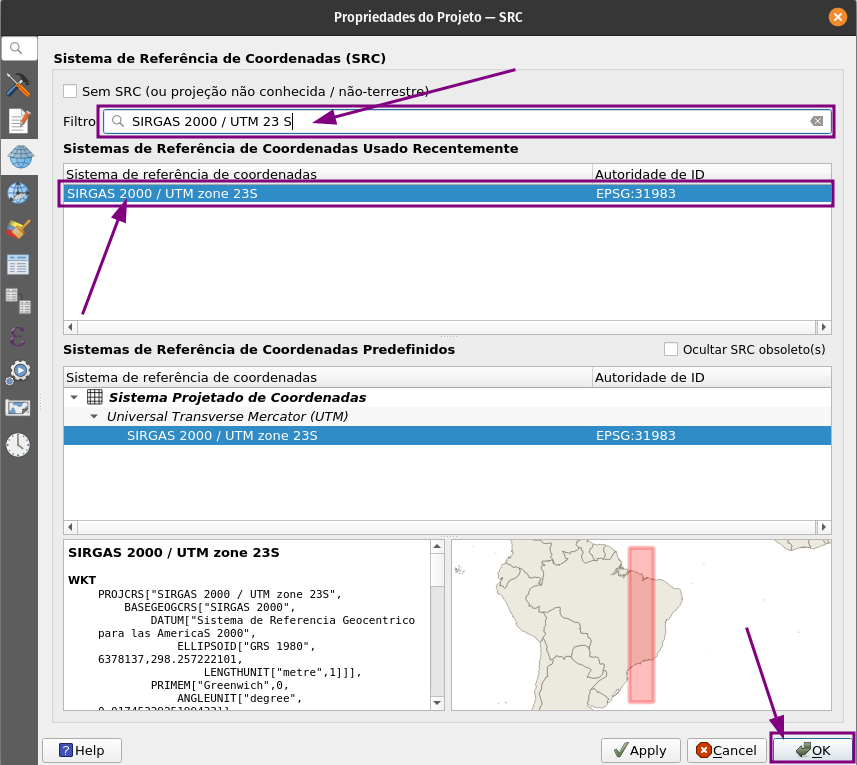 Propriedades do Projeto — SRC
Sistema de Referência de Coordenadas (SRC)
Sem SRC (ou projeção não conhecida / não-terrestre)
Filtro SIRGAS 2000 / UTM 23 S
Sistemas de Referência de Coordenadas Usado Recentemente
Sistema de referência de coordenadas Autoridade de ID
SIRGAS 2000 / UTM zone 23S EPSG:31983
Sistemas de Referência de Coordenadas Predefinidos Ocultar SRC obsoleto(s)
Sistema de referência de coordenadas Autoridade de ID
Sistema Projetado de Coordenadas
Universal Transverse Mercator (UTM)
SIRGAS 2000 / UTM zone 23S EPSG:31983
SIRGAS 2000 / UTM zone 23S
WKT
PROJCRS["SIRGAS 2000 / UTM zone 23S",
BASEGEOGCRS["SIRGAS 2000",
DATUM["Sistema de Referencia Geocentrico
para las AmericaS 2000",
ELLIPSOID["GRS 1980",
6378137,298.257222101,
LENGTHUNIT["metre",1]]],
PRIMEM["Greenwich",0,
ANGLEUNIT["degree",
Help Apply Cancel OK